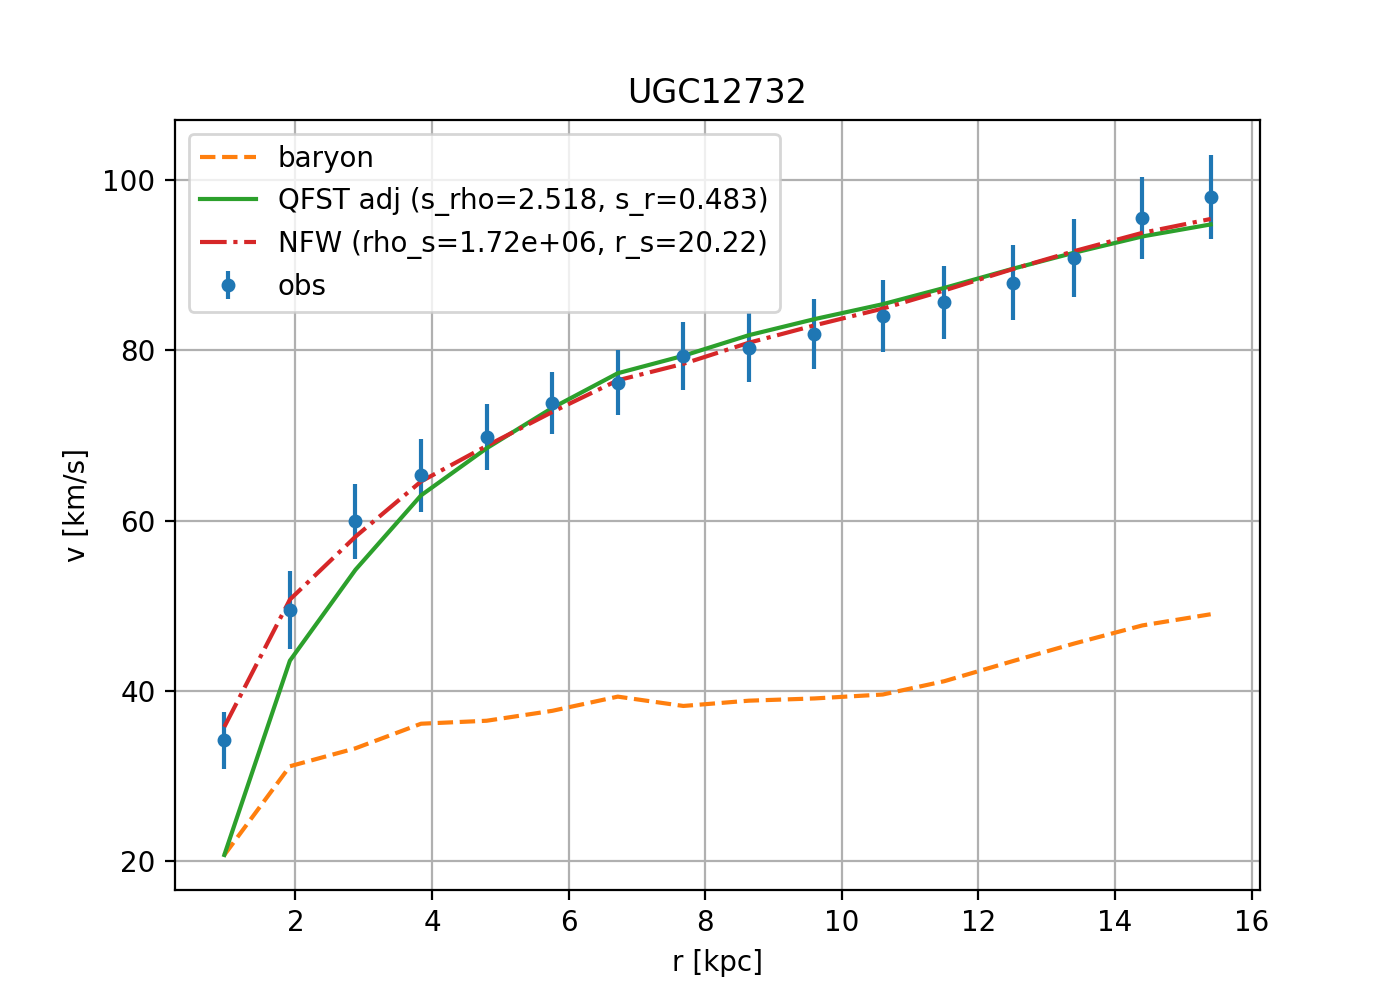 UGC12732
baryon
QFST adj (s_rho=2.518, s_r=0.483)
NFW (rho_s=1.72e+06, r_s=20.22)
obs
100
80
60
40
20
v [km/s]
2 4 6 8 10 12 14 16
r [kpc]